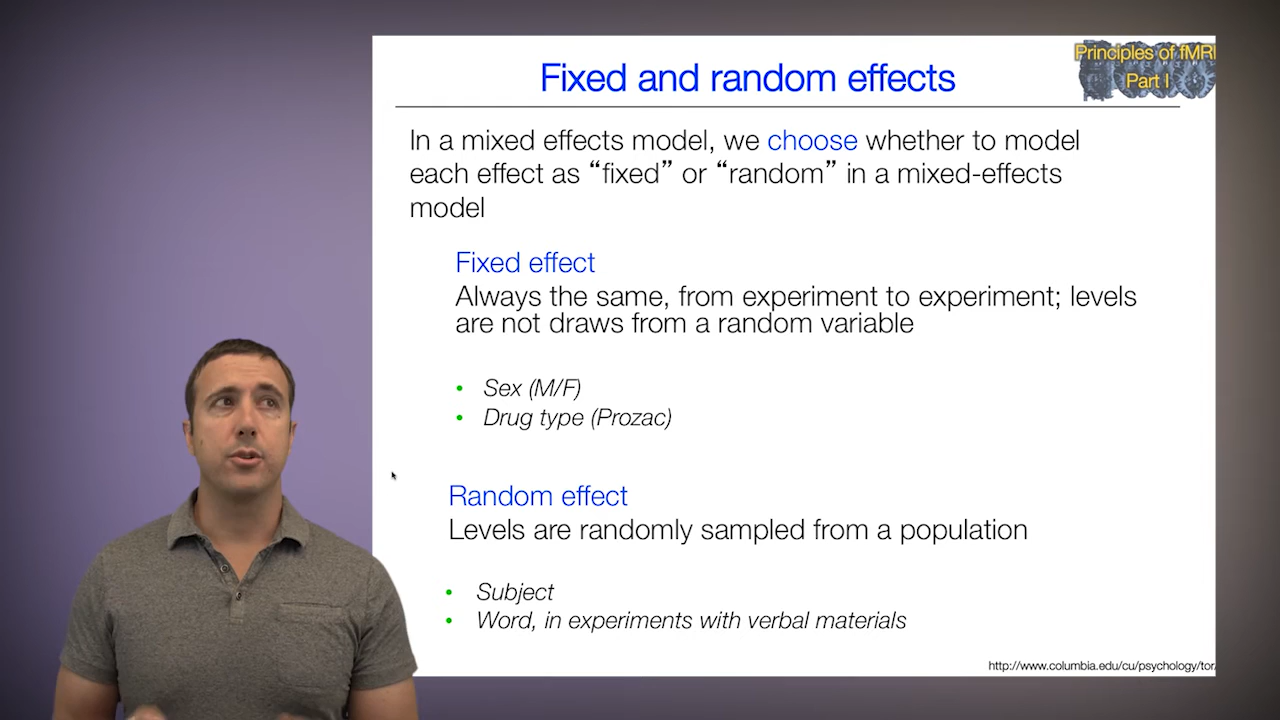 Fixed and random effects
Principles of fMRI
Part I
In a mixed effects model, we choose whether to model
each effect as “fixed” or “random” in a mixed-effects
model
Fixed effect
Always the same, from experiment to experiment; levels
are not draws from a random variable
• Sex (M/F)
• Drug type (Prozac)
Random effect
Levels are randomly sampled from a population
• Subject
• Word, in experiments with verbal materials
http://www.columbia.edu/cu/psychology/tor/